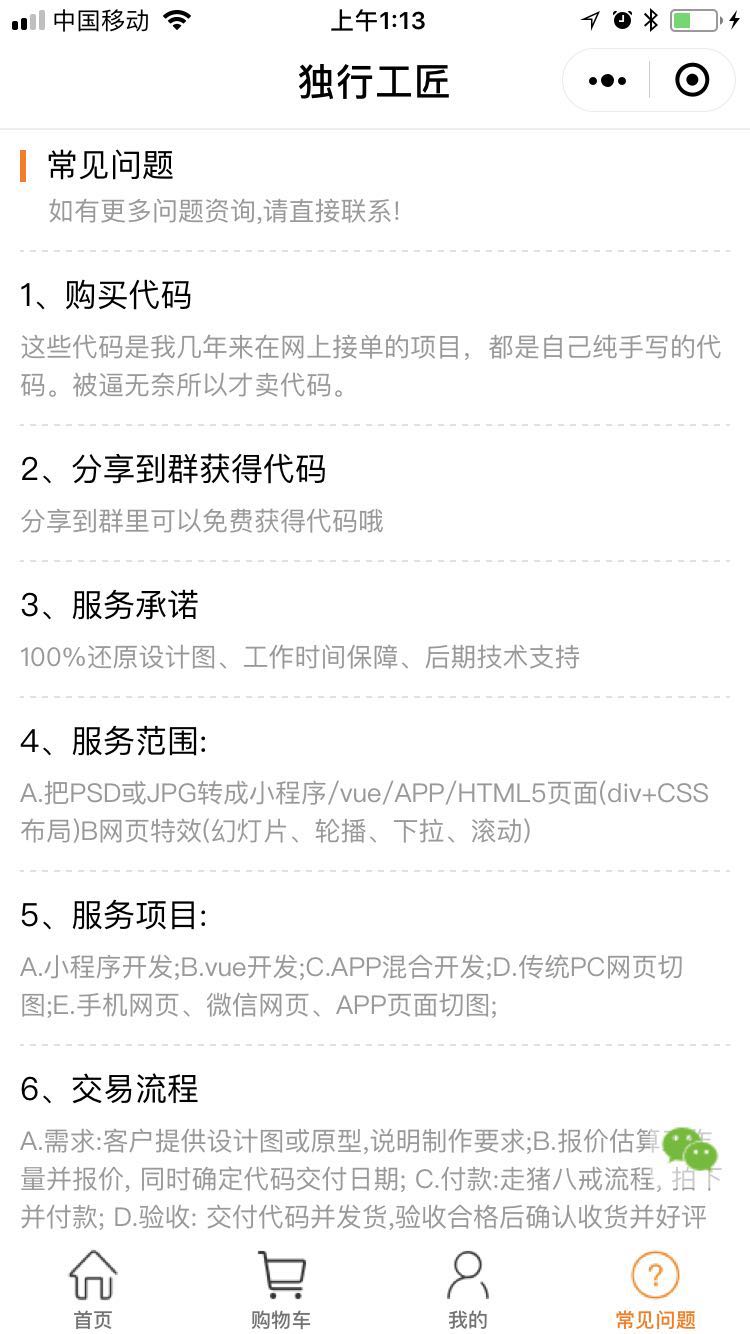 中国移动
上午1:13
独行工匠
常见问题
如有更多问题资询,请直接联系!
1、购买代码
这些代码是我几年来在网上接单的项目，都是自己纯手写的代
码。被逼无奈所以才卖代码。
2、分享到群获得代码
分享到群里可以免费获得代码哦
3、服务承诺
100%还原设计图、工作时间保障、后期技术支持
4、服务范围:
A.把PSD或JPG转成小程序/vue/APP/HTML5页面(div+CSS
布局)B网页特效(幻灯片、轮播、下拉、滚动)
5、服务项目:
A.小程序开发;B.vue开发;C.APP混合开发;D.传统PC网页切
图;E.手机网页、微信网页、APP页面切图;
6、交易流程
A.需求:客户提供设计图或原型,说明制作要求;B.报价估算作
量并报价, 同时确定代码交付日期; C.付款:走猪八戒流程, 拍下
并付款; D.验收: 交付代码并发货,验收合格后确认收货并好评
首页
购物车
我的
常见问题